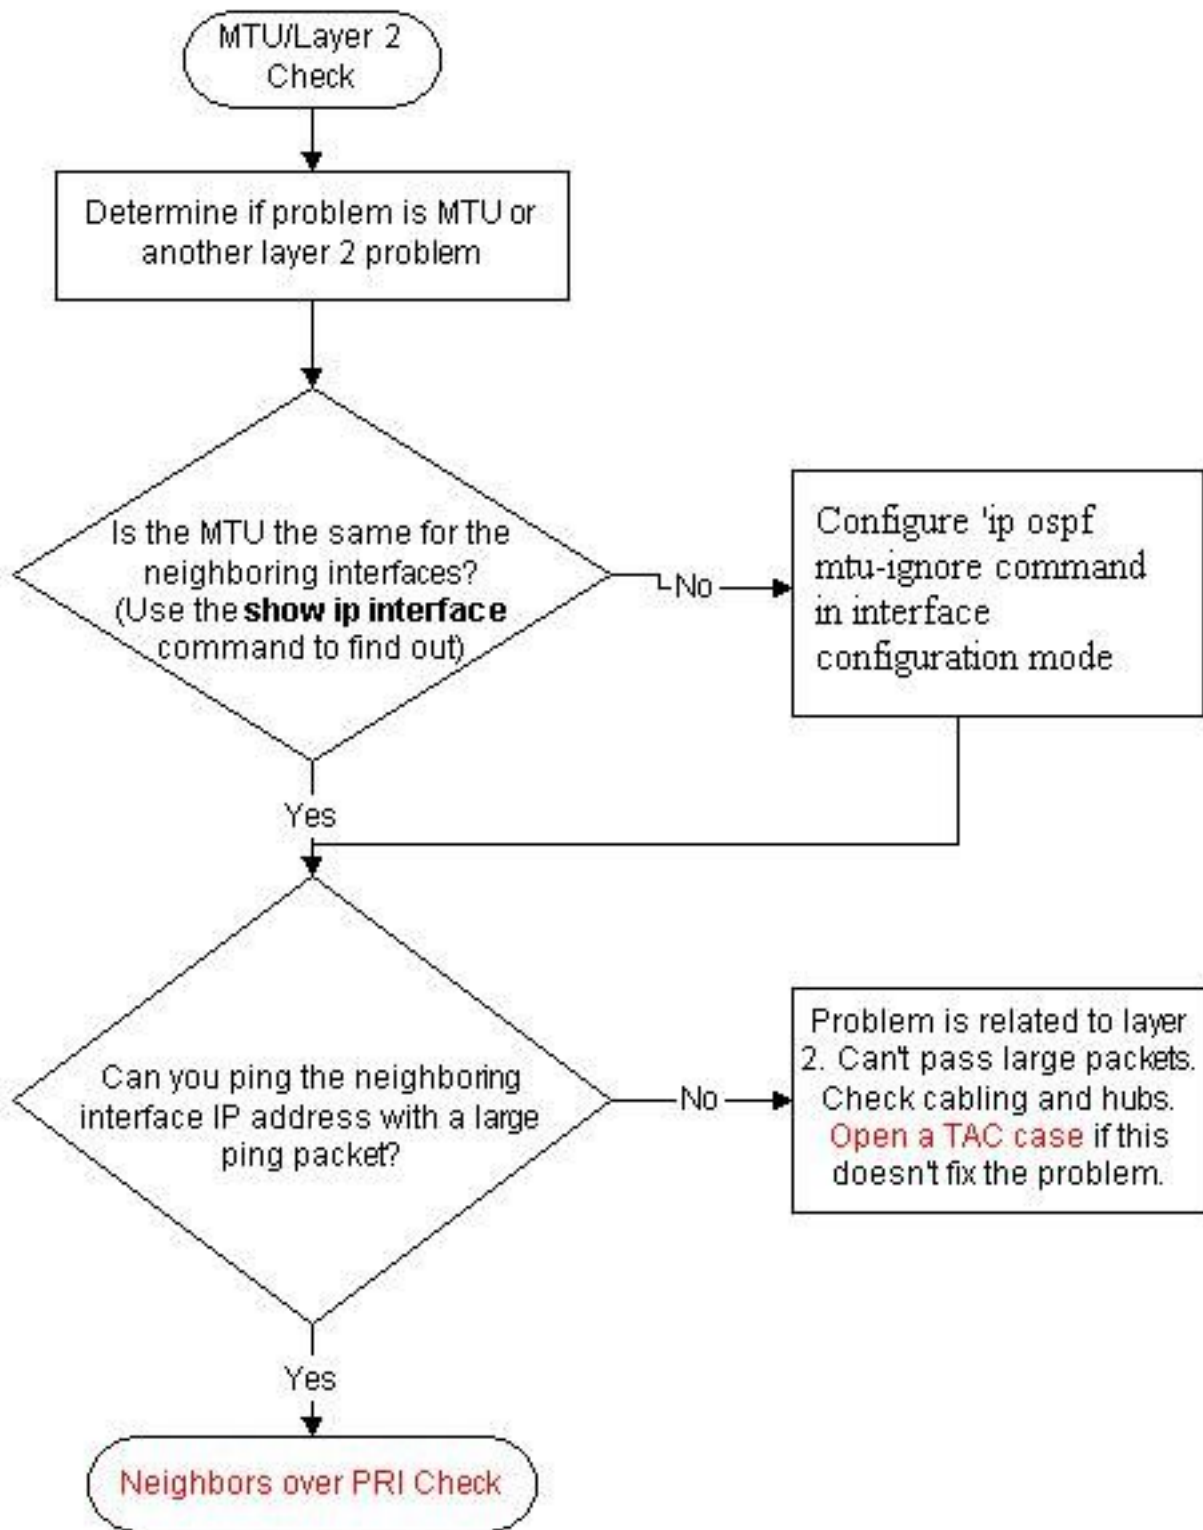 MTU/Layer 2
Check
Determine if problem is MTU or
another layer 2 problem
Is the MTU the same for the
neighboring interfaces?
(Use the show ip interface
command to find out)
No
Configure 'ip ospf
mtu-ignore command
in interface
configuration mode
Yes
Can you ping the neighboring
interface IP address with a large
ping packet?
No
Problem is related to layer
2. Can't pass large packets.
Check cabling and hubs.
Open a TAC case if this
doesn't fix the problem.
Yes
Neighbors over PRI Check